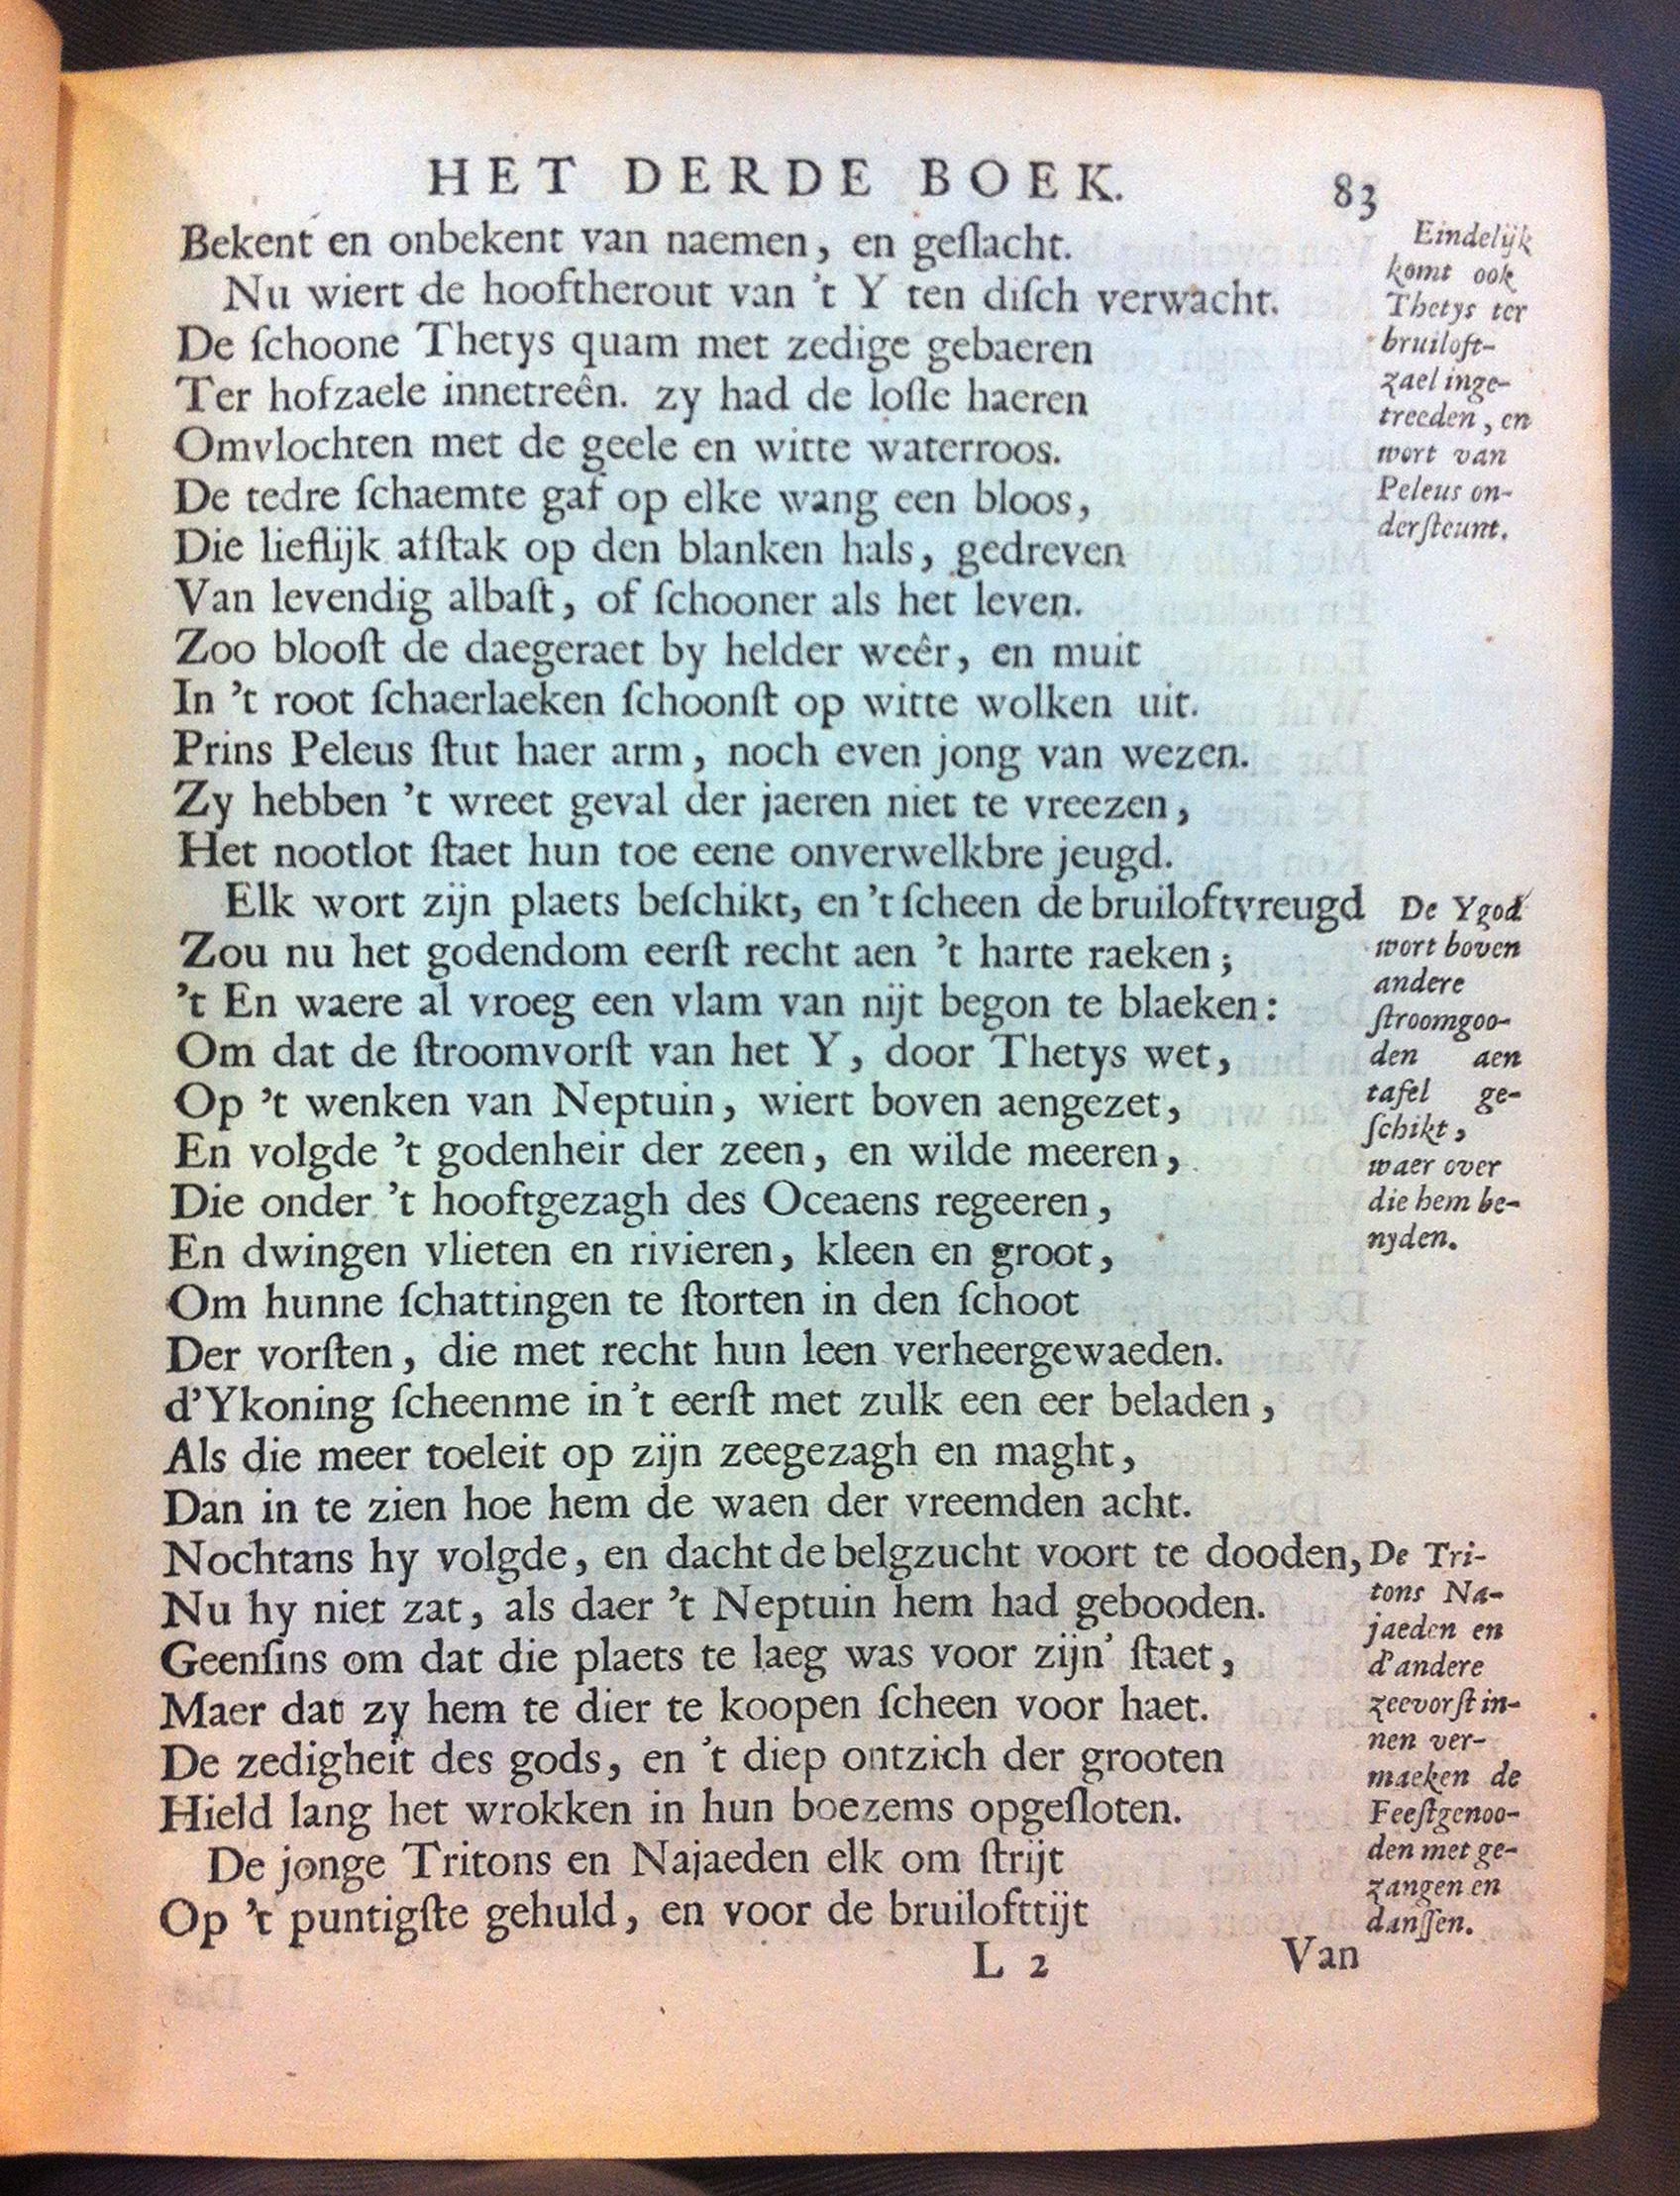 HET DERDE BOEK.
83
Bekent en onbekent van naemen, en geſlacht.
Nu wiert de hooftherout van 't Y ten diſch verwacht.
De ſchoone Thetys quam met zedige gebaeren
Ter hofzaele innetreên. zy had de loſſe haeren
Omvlochten met de geele en witte waterroos.
De tedre ſchaemte gaf op elke wang een bloos,
Die lieflijk afſtak op den blanken hals, gedreven
Van levendig albaſt, of ſchooner als het leven.
Zoo blooſt de daegeraet by helder weêr, en muit
In 't root ſchaerlaeken ſchoonſt op witte wolken uit.
Prins Peleus ſtut haer arm, noch even jong van wezen.
Zy hebben 't wreet geval der jaeren niet te vreezen,
Het nootlot ſtaet hun toe eene onverwelkbre jeugd.
Elk wort zijn plaets beſchikt, en 't ſcheen de bruiloftvreugd
Zou nu het godendom eerſt recht aen 't harte raeken;
't En waere al vroeg een vlam van nijt begon te blaeken:
Om dat de ſtroomvorſt van het Y, door Thetys wet,
Op 't wenken van Neptuin, wiert boven aengezet,
En volgde 't godenheir der zeen, en wilde meeren,
Die onder 't hooftgezagh des Oceaens regeeren,
En dwingen vlieten en rivieren, kleen en groot,
Om hunne ſchattingen te ſtorten in den ſchoot
Der vorſten, die met recht hun leen verheergewaeden.
d'Ykoning ſcheenme in 't eerſt met zulk een eer beladen,
Als die meer toeleit op zijn zeegezagh en maght,
Dan in te zien hoe hem de waen der vreemden acht.
Nochtans hy volgde, en dacht de belgzucht voort te dooden,
Nu hy niet zat, als daer 't Neptuin hem had gebooden.
Geenſins om dat die plaets te laeg was voor zijn' ſtaet,
Maer dat zy hem te dier te koopen ſcheen voor haet.
De zedigheit des gods, en 't diep ontzich der grooten
Hield lang het wrokken in hun boezems opgeſloten.
De jonge Tritons en Najaeden elk om ſtrijt
Op 't puntigſte gehuld, en voor de bruilofttijt
L 2
Van
Eindelijk
komt ook
Thetys ter
bruiloft-
zael inge-
treeden, en
wort van
Peleus on-
derſteunt.
De Ygod
wort boven
andere
ſtroomgoo-
den aen
tafel ge-
ſchikt,
waer over
die hem be-
nyden.
De Tri-
tons Na-
jaeden en
d'andere
zeevorſtin-
nen ver-
maeken de
Feeſtgenoo-
den met ge-
zangen en
danſſen.